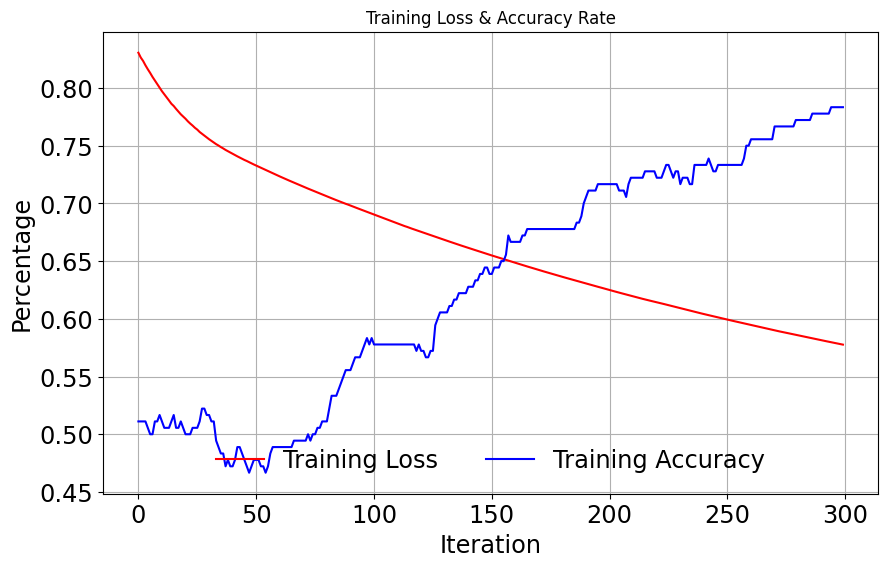 Training Loss & Accuracy Rate
Percentage
0.80
0.75
0.70
0.65
0.60
0.55
0.50
0.45
Training Loss Training Accuracy
0 50 100 150 200 250 300
Iteration